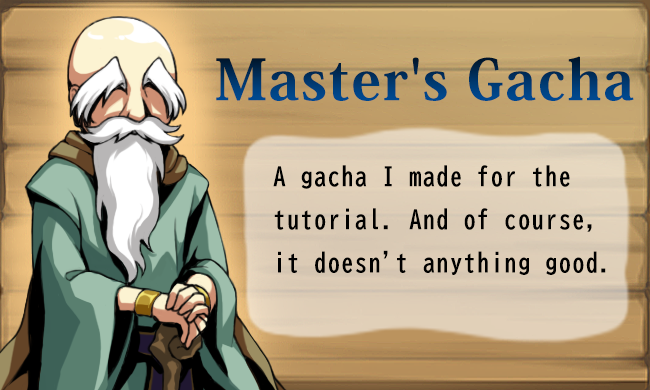 Master's Gacha
A gacha I made for the
tutorial. And of course,
it doesn't anything good.